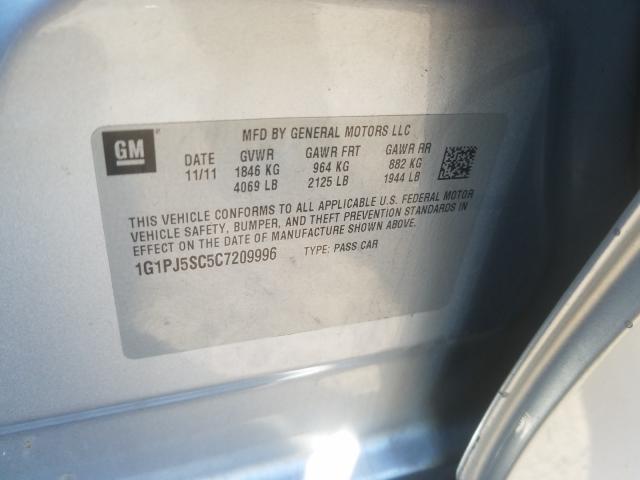 GM
MFD BY GENERAL MOTORS LLC
DATE GVWR GAWR FRT GAWR RR
11/11 1846 KG 964 KG 882 KG
4069 LB 2125 LB 1944 LB
THIS VEHICLE CONFORMS TO ALL APPLICABLE U.S. FEDERAL MOTOR
VEHICLE SAFETY, BUMPER, AND THEFT PREVENTION STANDARDS IN
EFFECT ON THE DATE OF MANUFACTURE SHOWN ABOVE.
1G1PJ5SC5C7209996 TYPE: PASS CAR